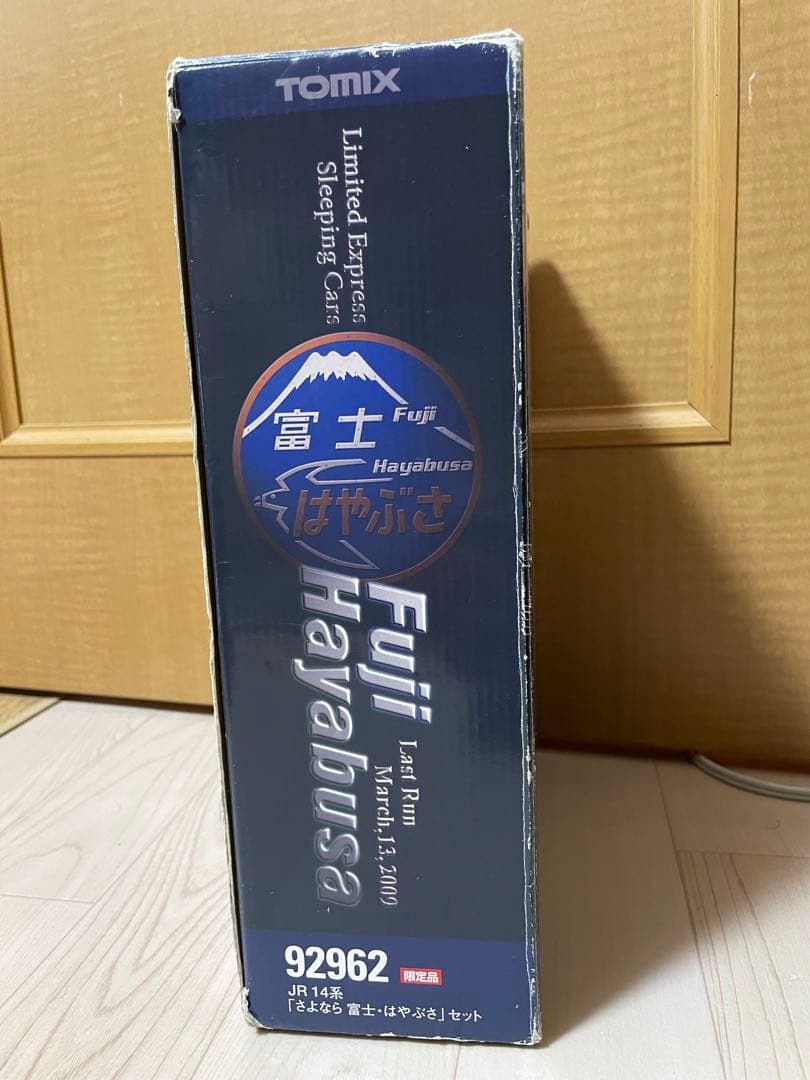 TOMIX
Limited Express
Sleeping Cars
富士 Fuji
Hayabusa
はやぶさ
Fuji
Hayabusa
Last Run
March,13,2009
92962 限定品
JR 14系
「さよなら 富士・はやぶさ」セット